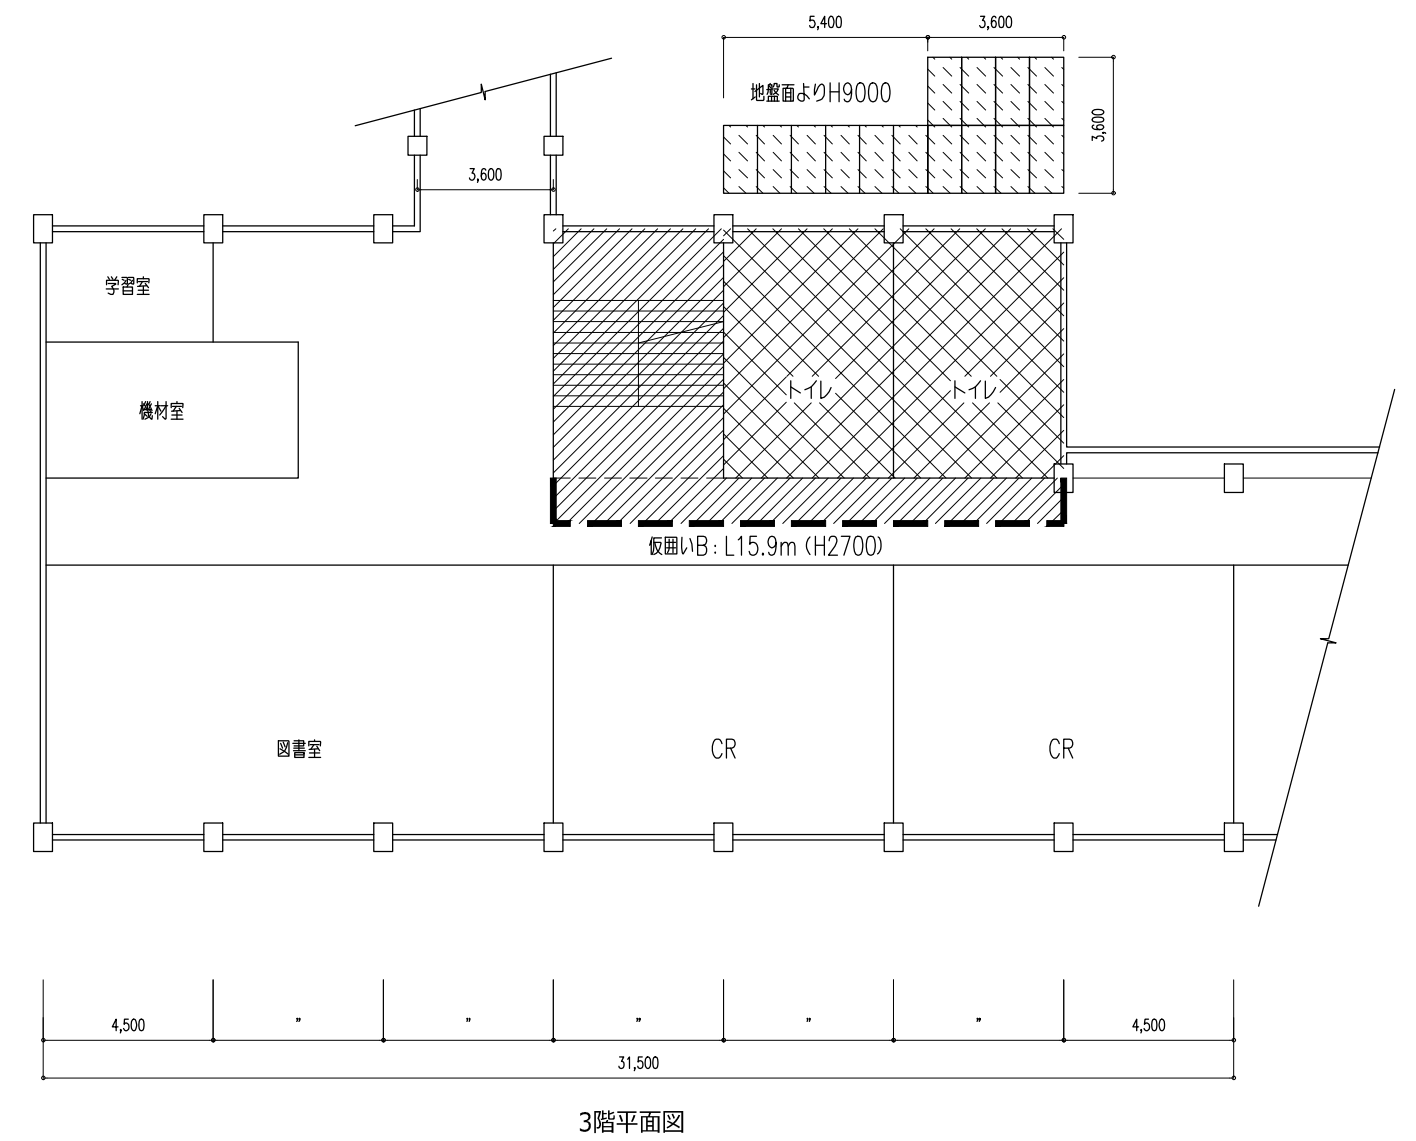 5,400
3,600
地盤面よりH9000
3,600
3,600
学習室
機材室
トイレ
トイレ
仮囲いB：L15.9m（H2700）
図書室
CR
CR
4,500 〃 〃 〃 〃 〃 4,500
31,500
3階平面図